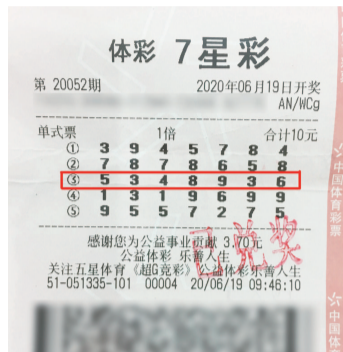 体彩 7星彩
第 20052期 2020年06月19日开奖
AN/WCg
单式票 1倍 合计10元
① 3 9 4 5 7 8 4
② 7 8 7 8 6 5 8
③ 5 3 4 8 9 3 6
④ 1 3 1 9 6 9 9
⑤ 9 5 5 7 2 7 5
感谢您为公益事业贡献 3.70元
公益体彩 乐善人生
关注五星体育《超G竞彩》公益体彩乐善人生
51-051335-101 00004 20/06/19 09:46:10
已兑奖
中国体育彩票
中国体